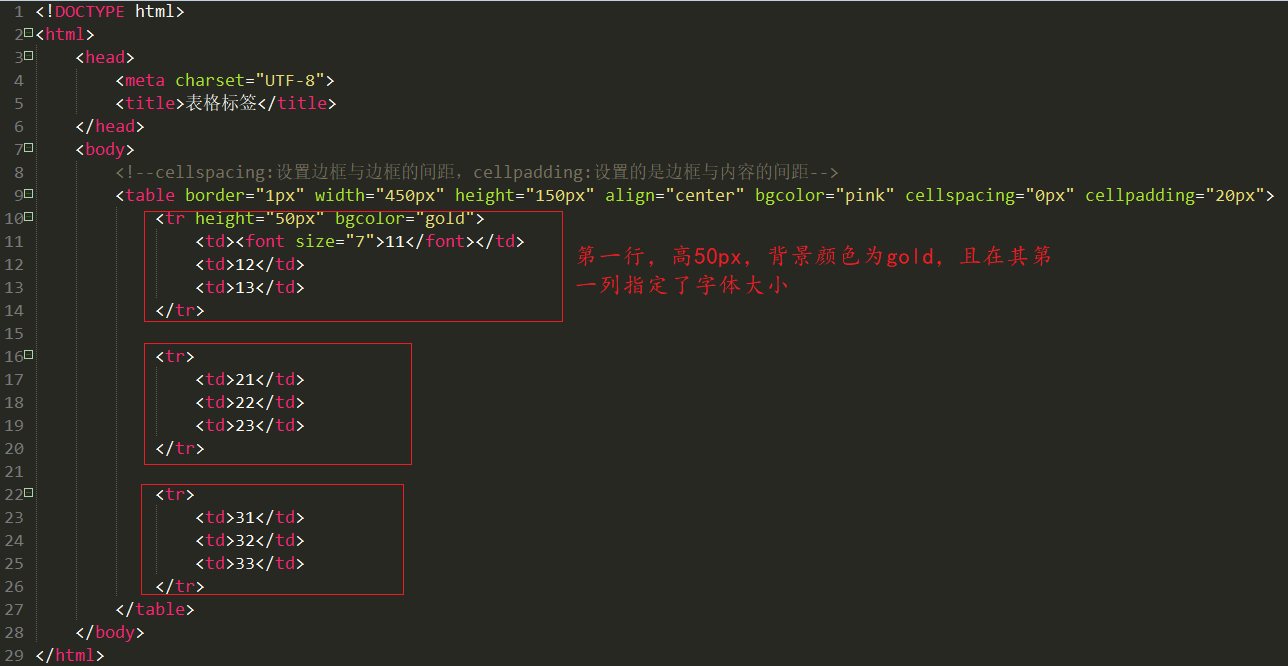 1 <!DOCTYPE html>
2 <html>
3     <head>
4         <meta charset="UTF-8">
5         <title>表格标签</title>
6     </head>
7     <body>
8         <!--cellspacing:设置边框与边框的间距，cellpadding:设置的是边框与内容的间距-->
9         <table border="1px" width="450px" height="150px" align="center" bgcolor="pink" cellspacing="0px" cellpadding="20px">
10             <tr height="50px" bgcolor="gold">
11                 <td><font size="7">11</font></td>
12                 <td>12</td>
13                 <td>13</td>
14             </tr>
第一行，高50px，背景颜色为gold，且在其第
一列指定了字体大小
15
16             <tr>
17                 <td>21</td>
18                 <td>22</td>
19                 <td>23</td>
20             </tr>
21
22             <tr>
23                 <td>31</td>
24                 <td>32</td>
25                 <td>33</td>
26             </tr>
27         </table>
28     </body>
29 </html>